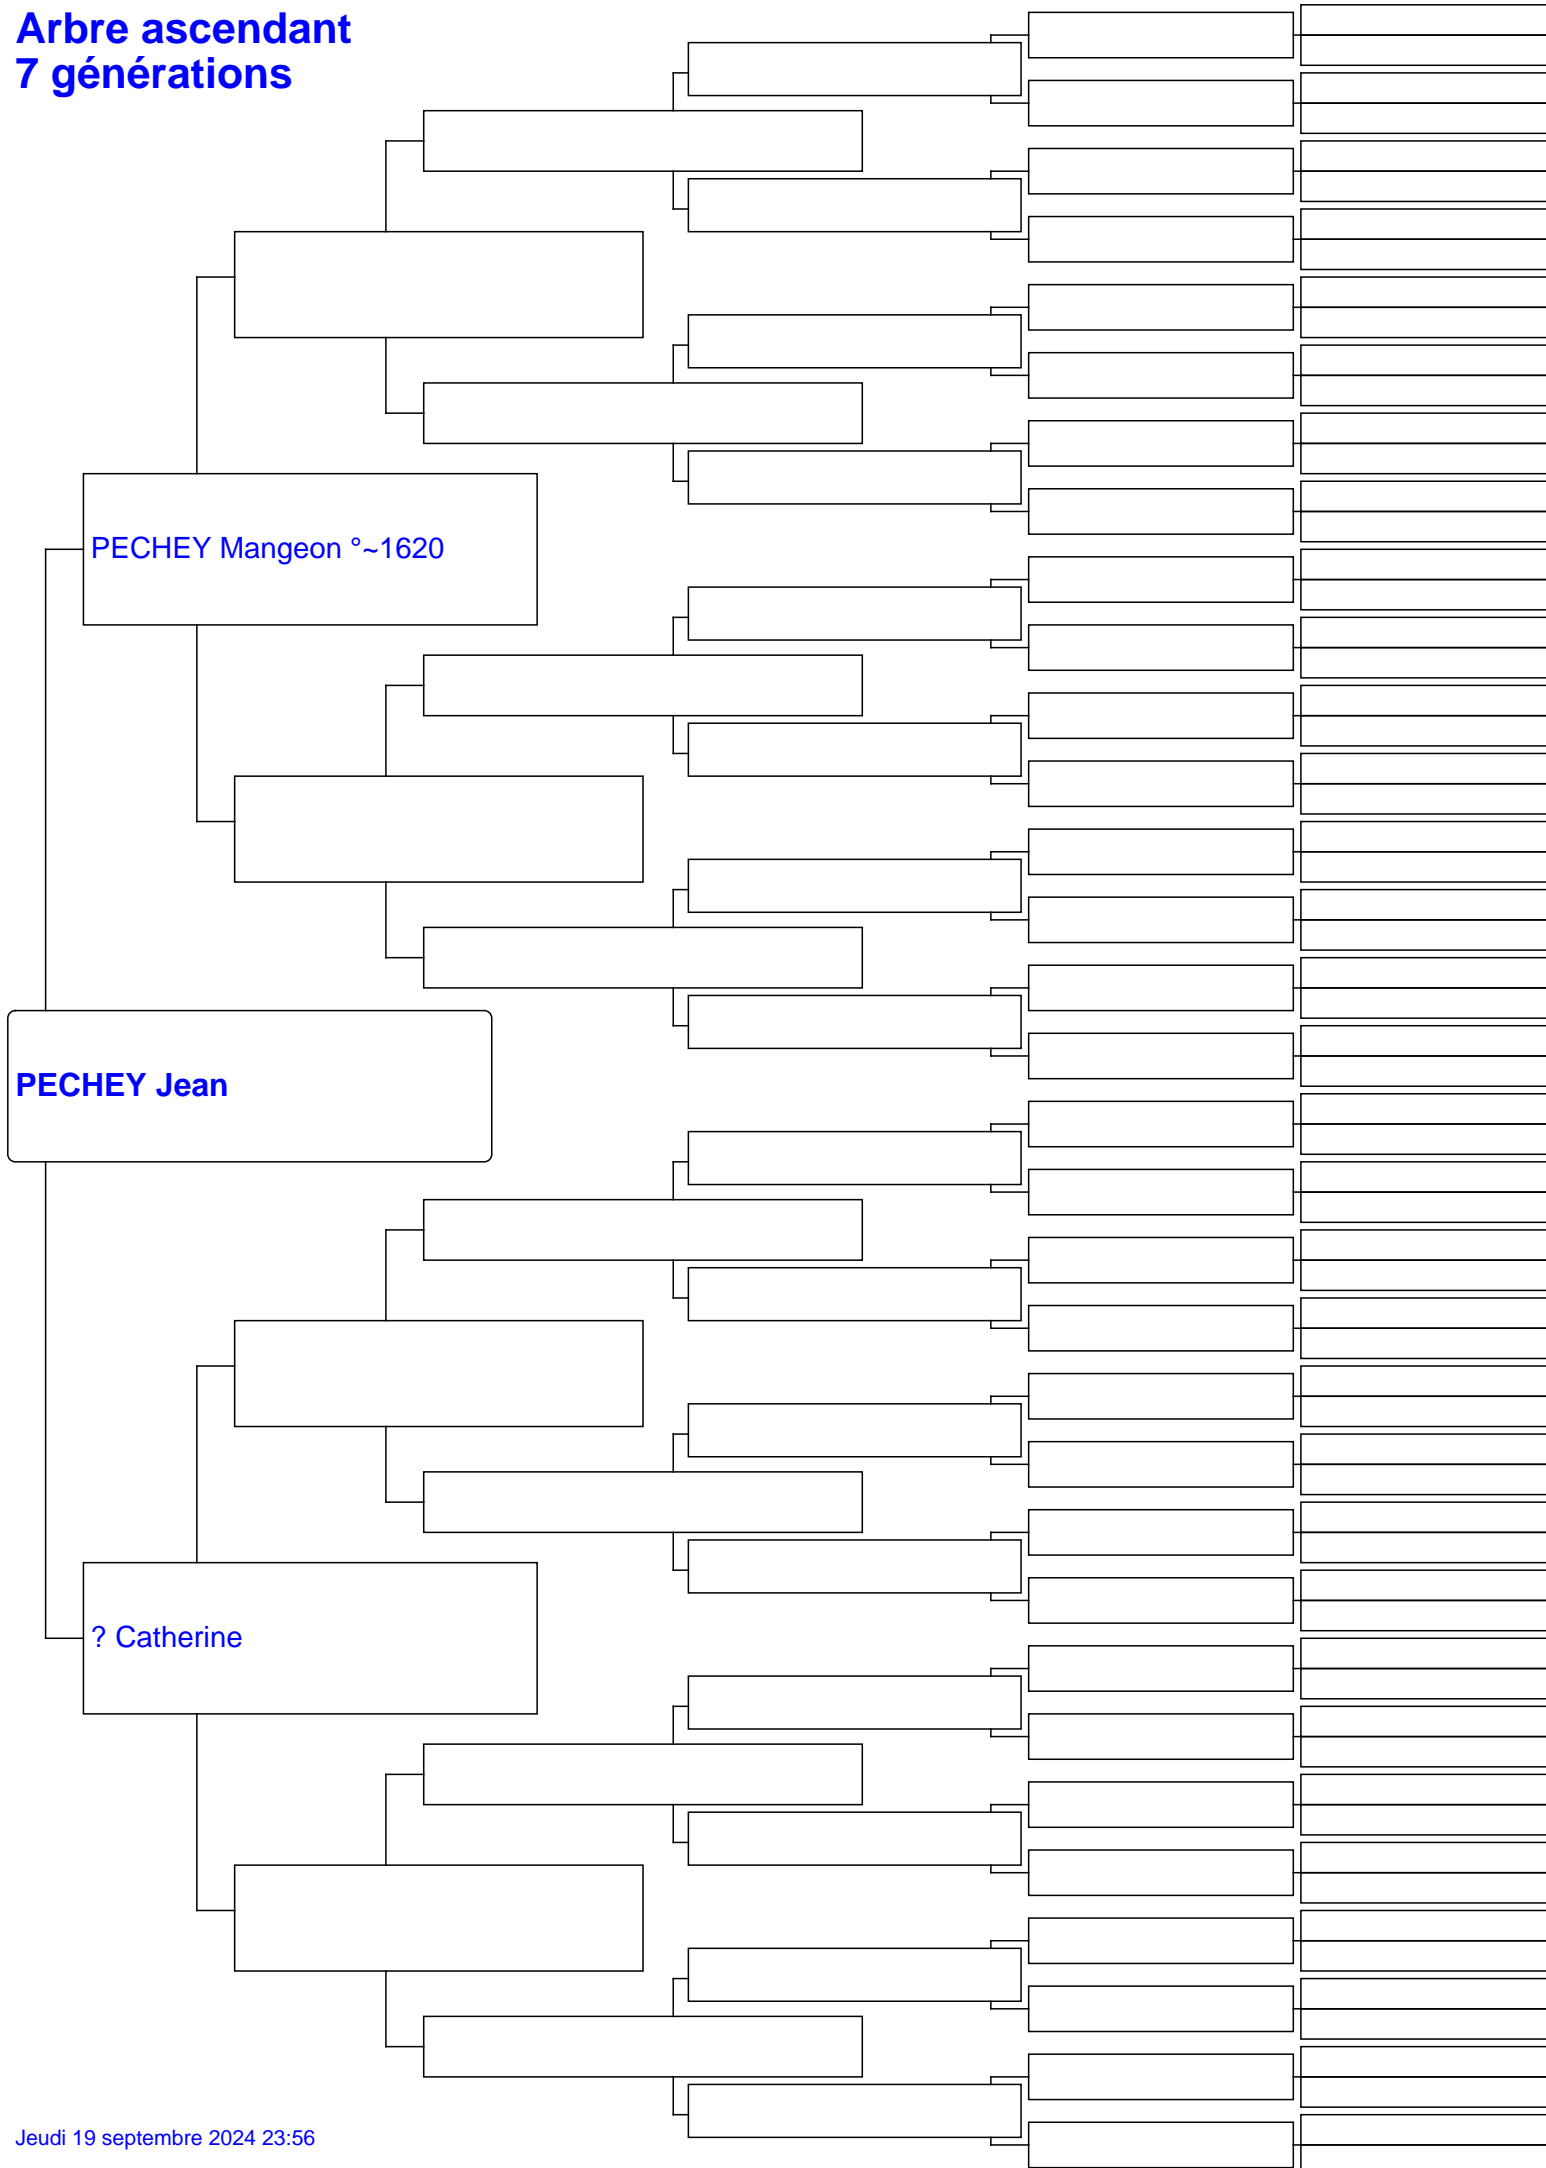 Arbre ascendant
7 générations
PECHEY Mangeon °~1620
PECHEY Jean
? Catherine
Jeudi 19 septembre 2024 23:56